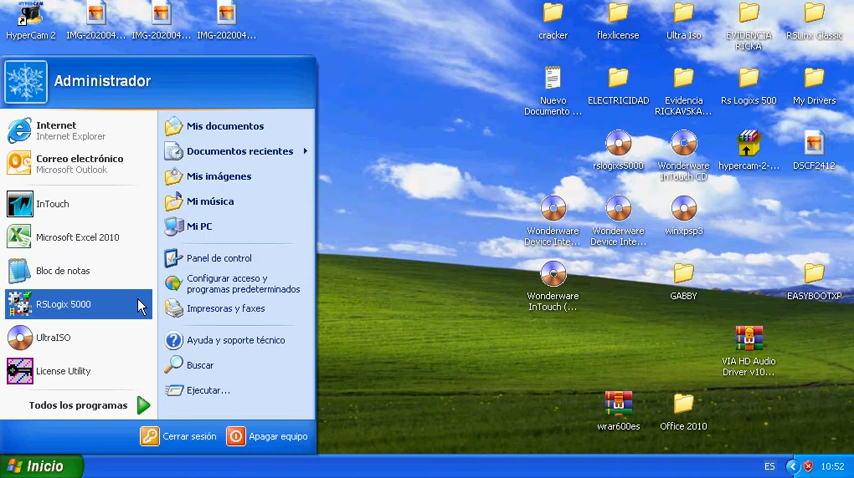 HyperCam 2
IMG-202004...
IMG-202004...
IMG-202004...
cracker
flexlicense
Ultra Iso
EVIDENCIA
RICKA
RSLinx Classic
Nuevo
Documento ...
ELECTRICIDAD
Evidencia
RICKAVSKA...
Rs Logixs 500
My Drivers
rslogixs5000
Wonderware
InTouch CD
hypercam-2-...
DSCF2412
Wonderware
Device Inte...
Wonderware
Device Inte...
winxpsp3
Wonderware
InTouch (...
GABBY
EASYBOOTXP
VIA HD Audio
Driver v10...
wrar600es
Office 2010
Administrador
Internet
Internet Explorer
Correo electrónico
Microsoft Outlook
InTouch
Microsoft Excel 2010
Bloc de notas
RSLogix 5000
UltraISO
License Utility
Todos los programas
Mis documentos
Documentos recientes
Mis imágenes
Mi música
Mi PC
Panel de control
Configurar acceso y
programas predeterminados
Impresoras y faxes
Ayuda y soporte técnico
Buscar
Ejecutar...
Cerrar sesión
Apagar equipo
Inicio
ES
10:52